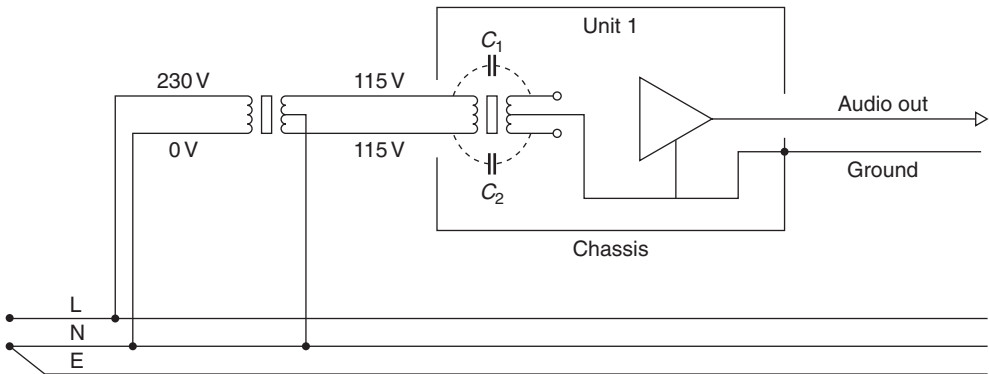 Unit 1
C1
230 V
115 V
Audio out
0 V
115 V
Ground
C2
Chassis
L
N
E